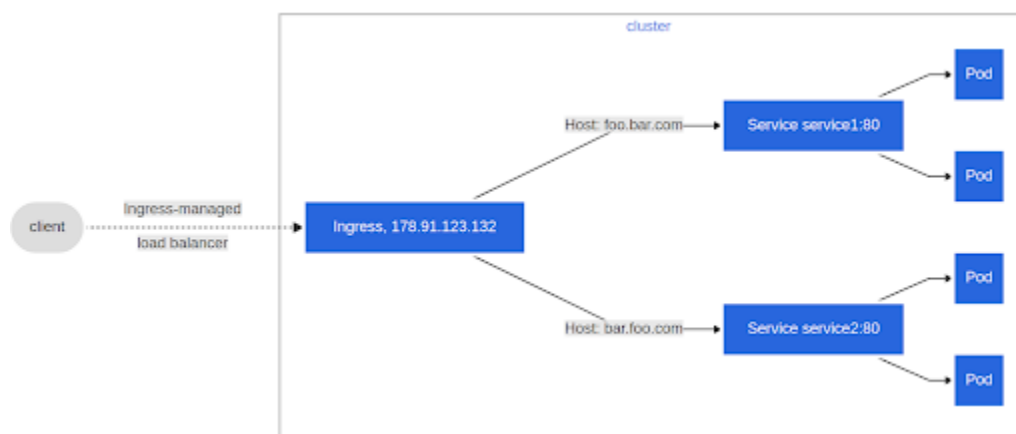 cluster
Pod
Host: foo.bar.com
Service service1:80
Pod
Ingress-managed
client
Ingress, 178.91.123.132
load balancer
Pod
Host: bar.foo.com
Service service2:80
Pod